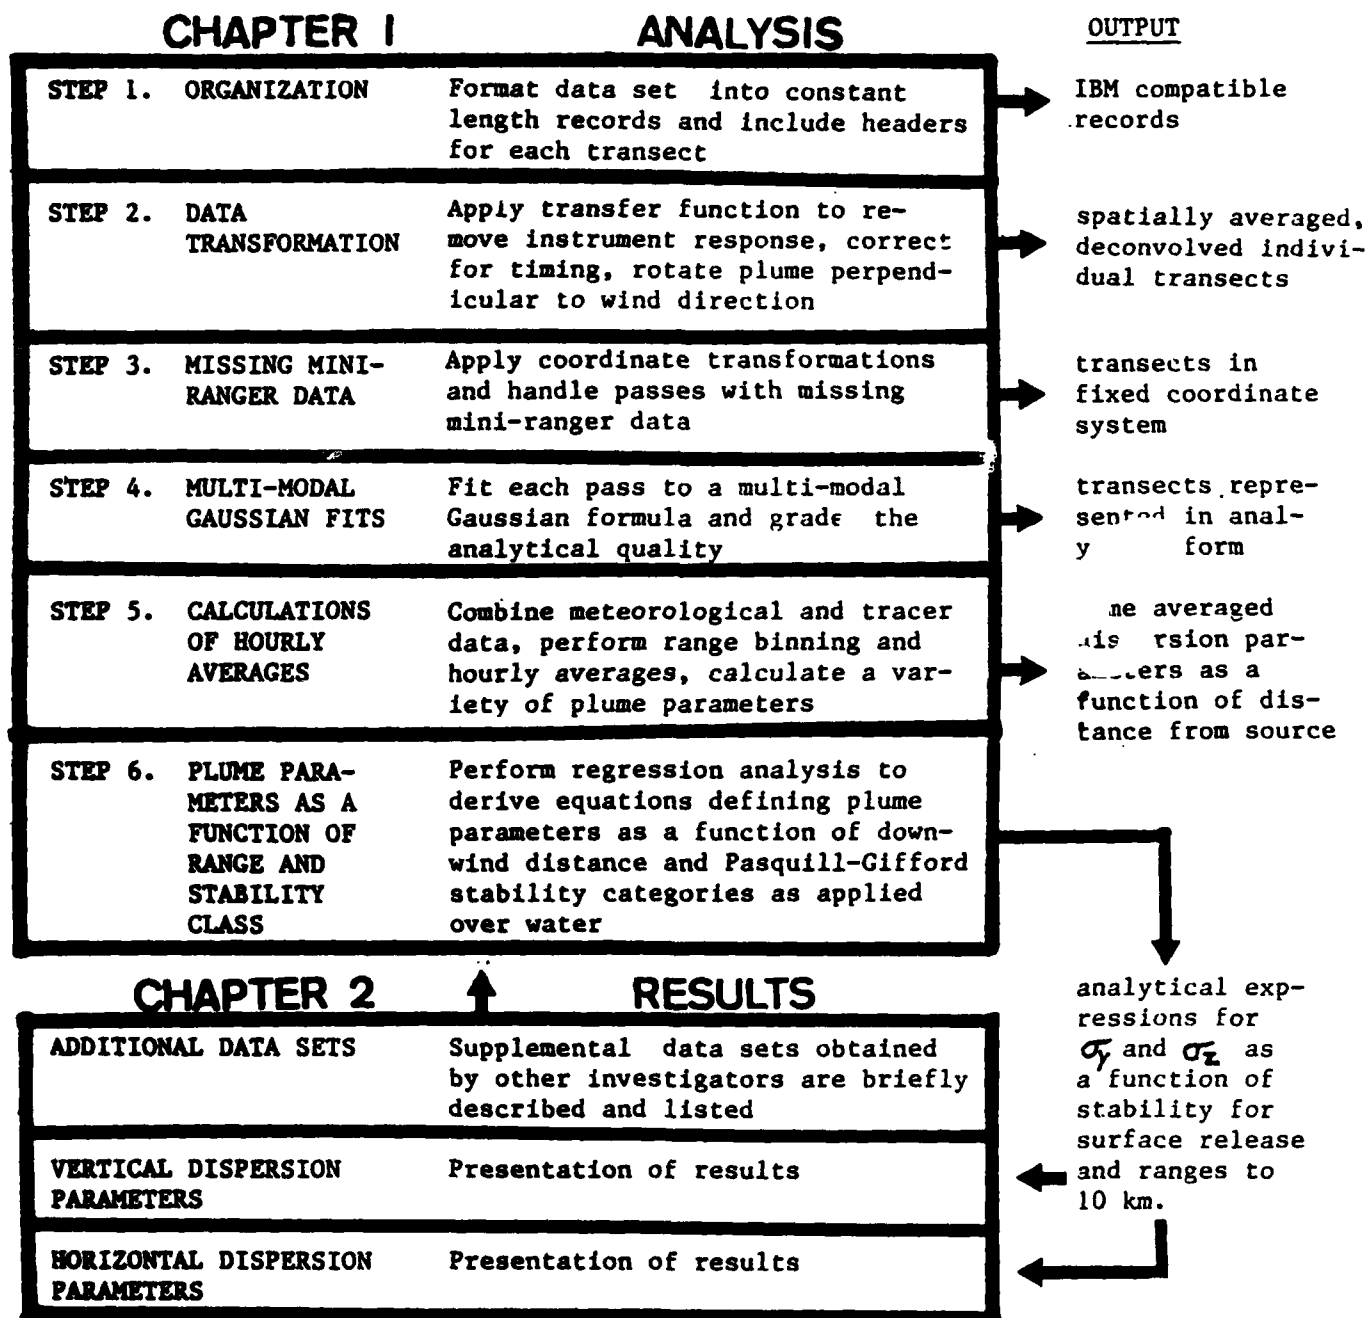 CHAPTER 1 ANALYSIS OUTPUT
STEP 1. ORGANIZATION
Format data set into constant
length records and include headers
for each transect
IBM compatible
records
STEP 2. DATA
TRANSFORMATION
Apply transfer function to re-
move instrument response, correct
for timing, rotate plume perpend-
icular to wind direction
spatially averaged,
deconvolved indivi-
dual transects
STEP 3. MISSING MINI-
RANGER DATA
Apply coordinate transformations
and handle passes with missing
mini-ranger data
transects in
fixed coordinate
system
STEP 4. MULTI-MODAL
GAUSSIAN FITS
Fit each pass to a multi-modal
Gaussian formula and grade the
analytical quality
transects repre-
in anal-
form
STEP 5. CALCULATIONS
OF HOURLY
AVERAGES
Combine meteorological and tracer
data, perform range binning and
hourly averages, calculate a var-
iety of plume parameters
averaged
par-
as a
function of dis-
tance from source
STEP 6. PLUME PARA-
METERS AS A
FUNCTION OF
RANGE AND
STABILITY
CLASS
Perform regression analysis to
derive equations defining plume
parameters as a function of down-
wind distance and Pasquill-Gifford
stability categories as applied
over water
analytical exp-
ressions for
σy and σz as
a function of
stability for
surface release
and ranges to
10 km.
CHAPTER 2 RESULTS
ADDITIONAL DATA SETS
Supplemental data sets obtained
by other investigators are briefly
described and listed
VERTICAL DISPERSION
PARAMETERS
Presentation of results
HORIZONTAL DISPERSION
PARAMETERS
Presentation of results